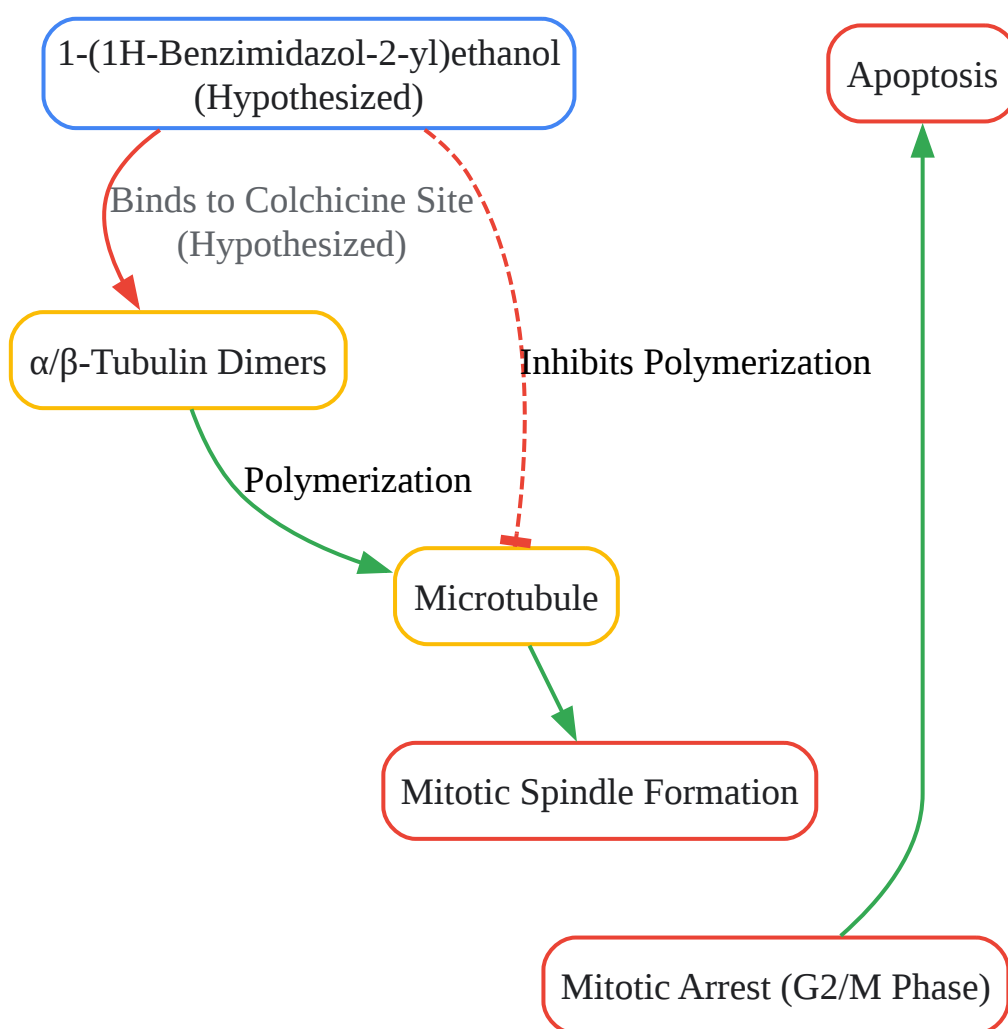 1-(1H-Benzimidazol-2-yl)ethanol
(Hypothesized)
Apoptosis
Binds to Colchicine Site
(Hypothesized)
α/β-Tubulin Dimers
Inhibits Polymerization
Polymerization
Microtubule
Mitotic Spindle Formation
Mitotic Arrest (G2/M Phase)